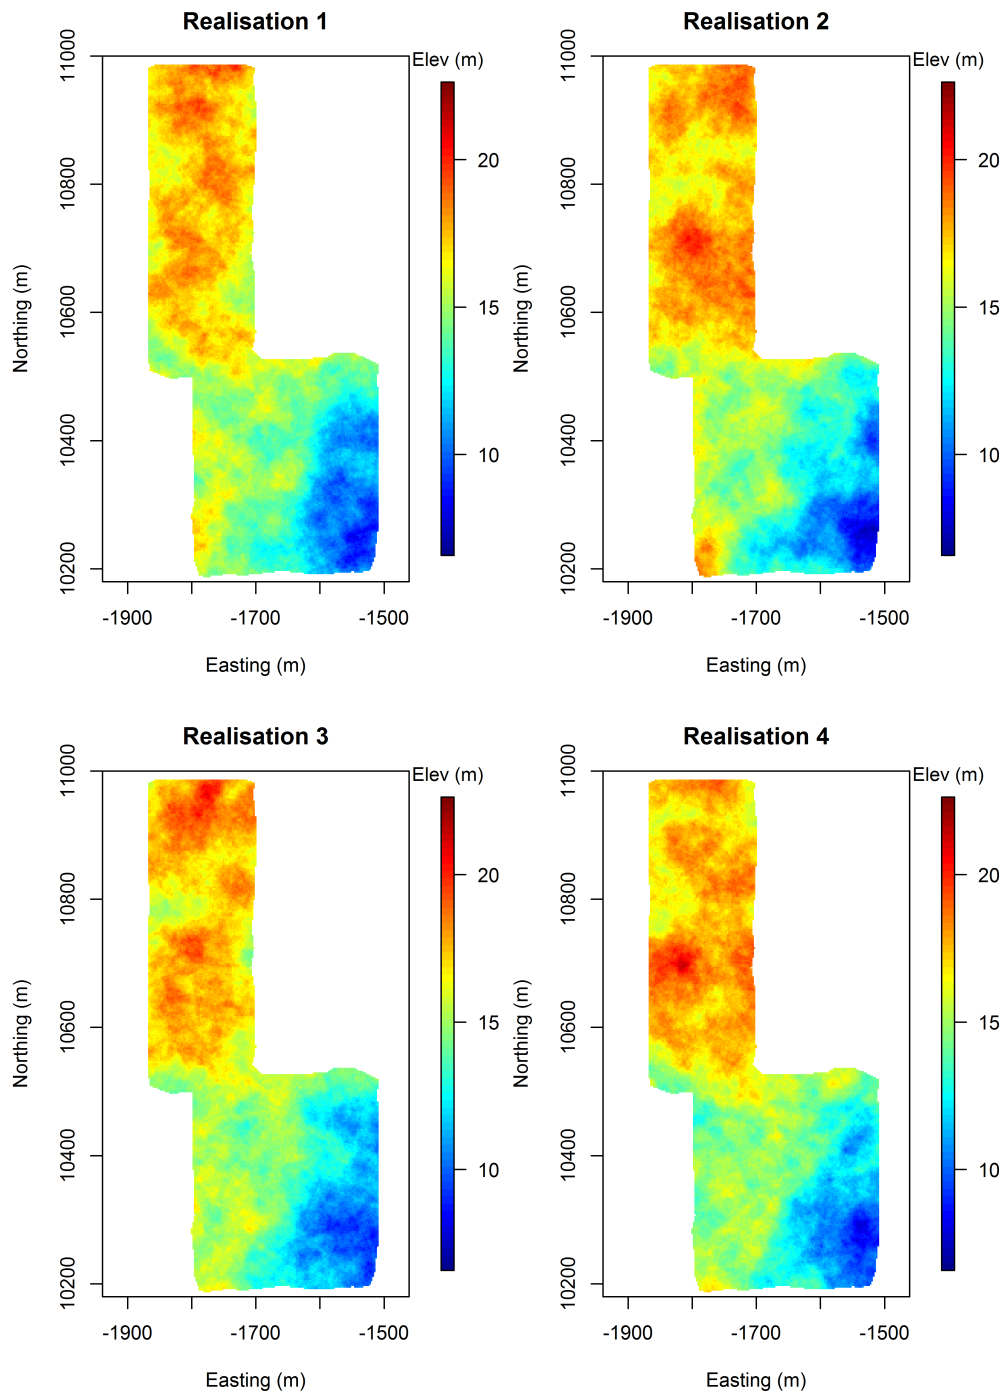 Realisation 1
Elev (m)
11000
10800
10600
10400
10200
Northing (m)
20
15
10
-1900
-1700
-1500
Easting (m)
Realisation 2
Elev (m)
11000
10800
10600
10400
10200
Northing (m)
20
15
10
-1900
-1700
-1500
Easting (m)
Realisation 3
Elev (m)
11000
10800
10600
10400
10200
Northing (m)
20
15
10
-1900
-1700
-1500
Easting (m)
Realisation 4
Elev (m)
11000
10800
10600
10400
10200
Northing (m)
20
15
10
-1900
-1700
-1500
Easting (m)